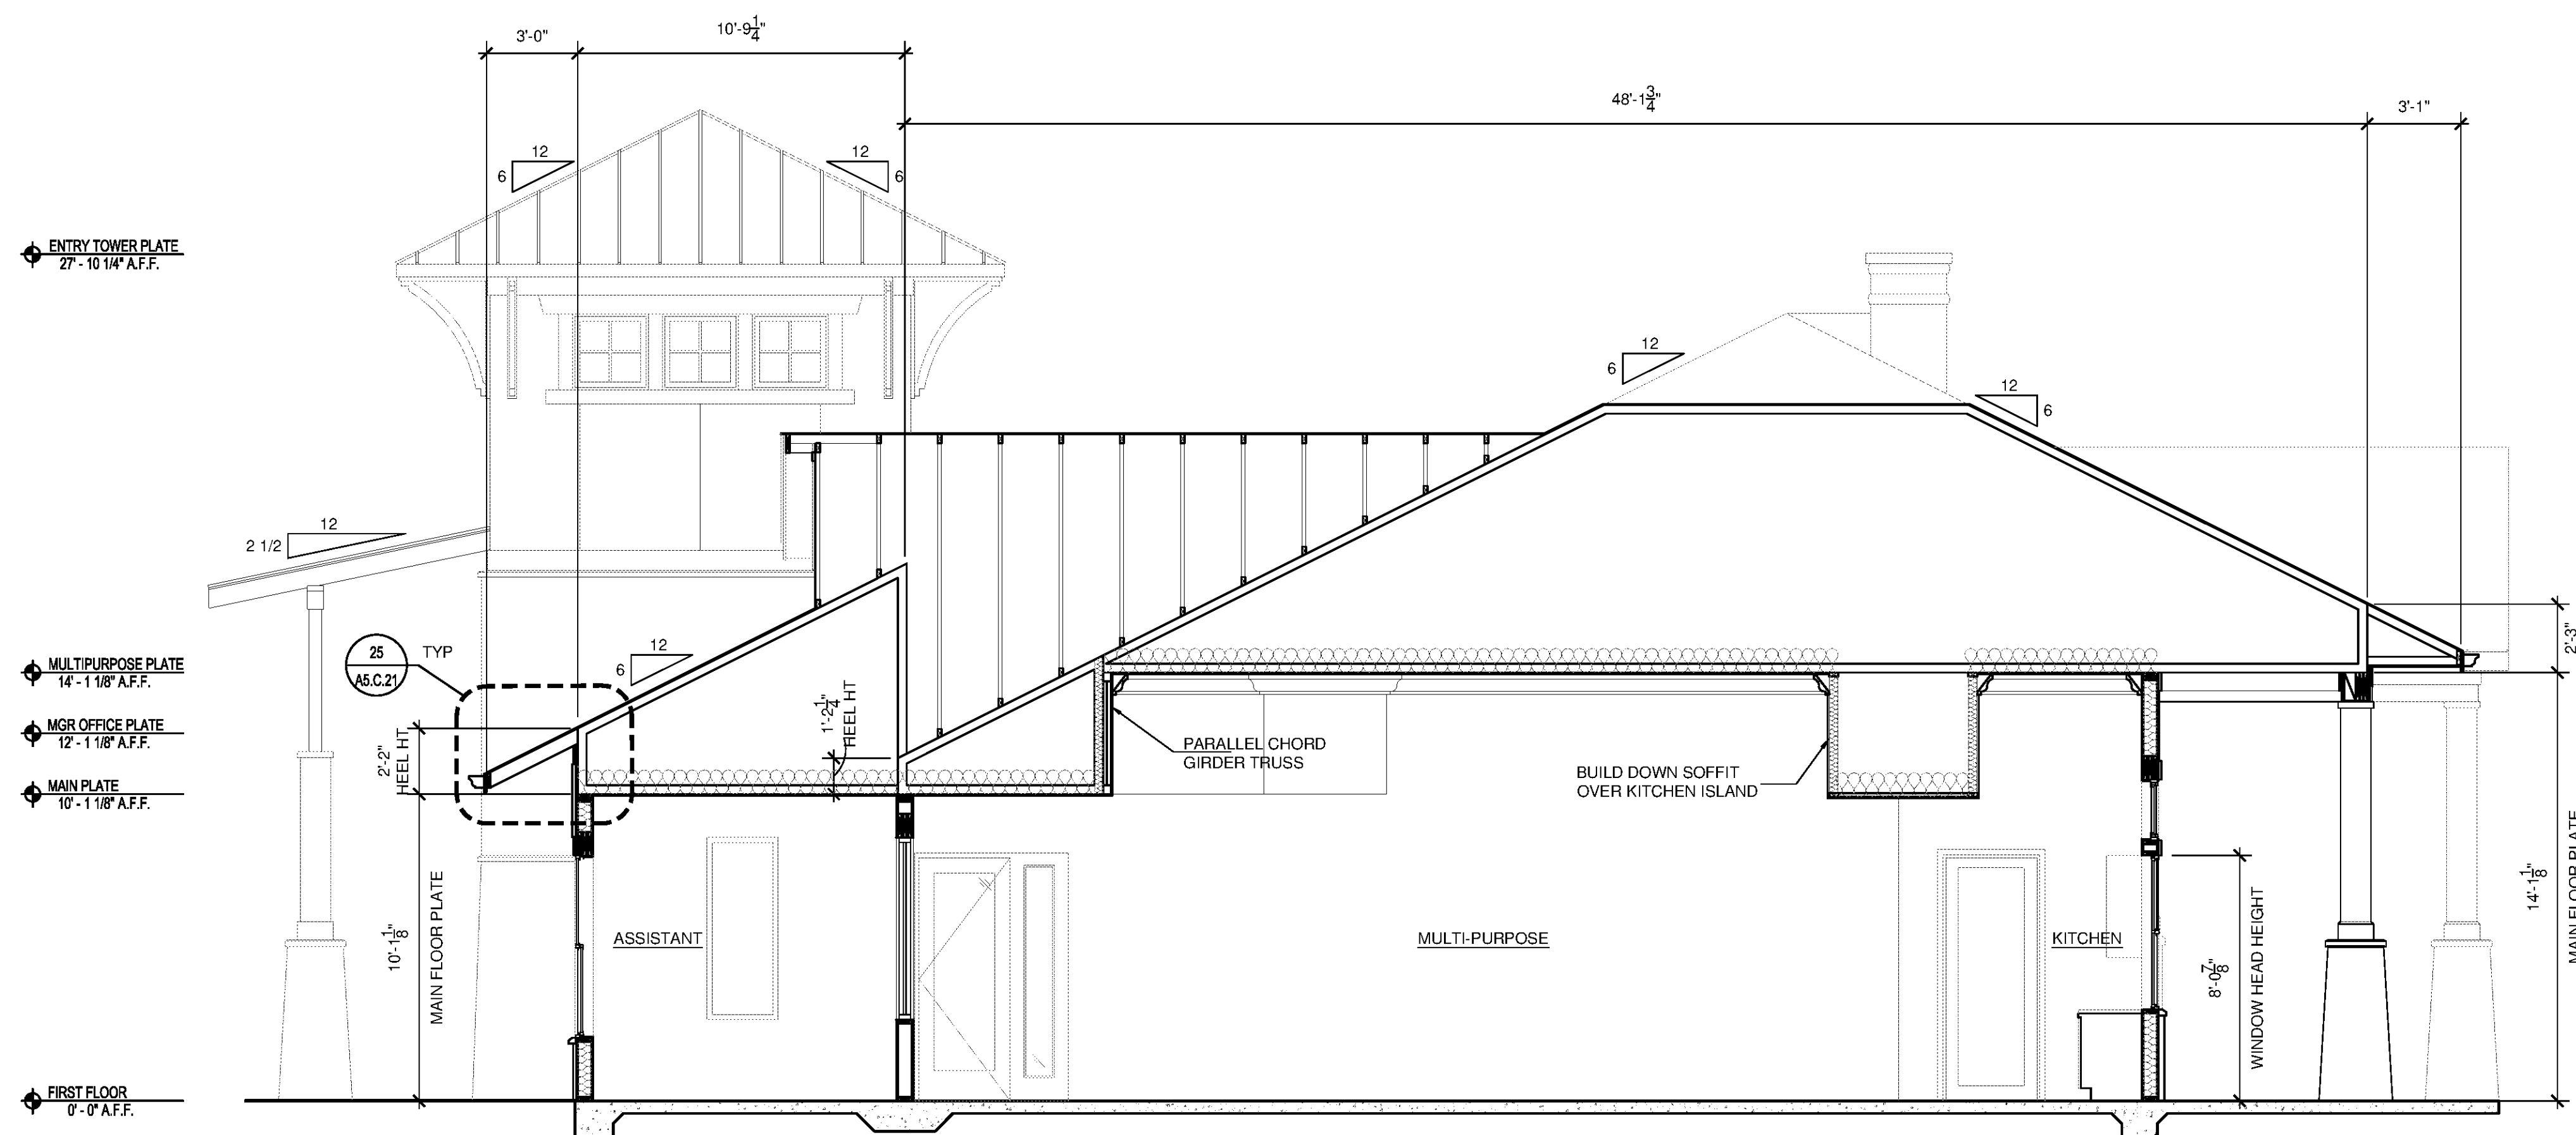 3'-0"
10'-9 1/4"
48'-1 3/4"
3'-1"
12
6
12
6
ENTRY TOWER PLATE
27' - 10 1/4" A.F.F.
12
6
12
6
12
2 1/2
25
A5.C.21
TYP
12
6
MULTIPURPOSE PLATE
14' - 1 1/8" A.F.F.
MGR OFFICE PLATE
12' - 1 1/8" A.F.F.
MAIN PLATE
10' - 1 1/8" A.F.F.
2'-2"
HEEL HT
1'-2 1/4"
HEEL HT
2'-3"
PARALLEL CHORD
GIRDER TRUSS
BUILD DOWN SOFFIT
OVER KITCHEN ISLAND
10'-1 1/8"
MAIN FLOOR PLATE
ASSISTANT
MULTI-PURPOSE
KITCHEN
8'-0 7/8"
WINDOW HEAD HEIGHT
14'-1 1/8"
MAIN FLOOR PLATE
FIRST FLOOR
0' - 0" A.F.F.